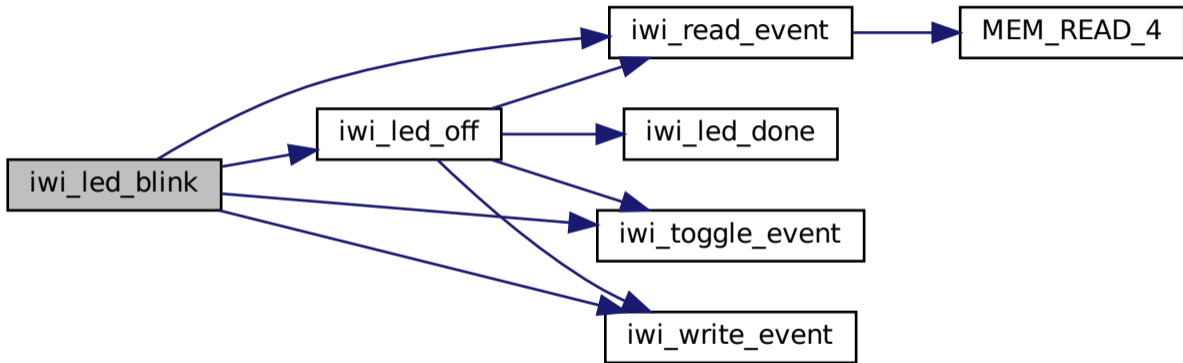 iwi_read_event
MEM_READ_4
iwi_led_off
iwi_led_done
iwi_led_blink
iwi_toggle_event
iwi_write_event